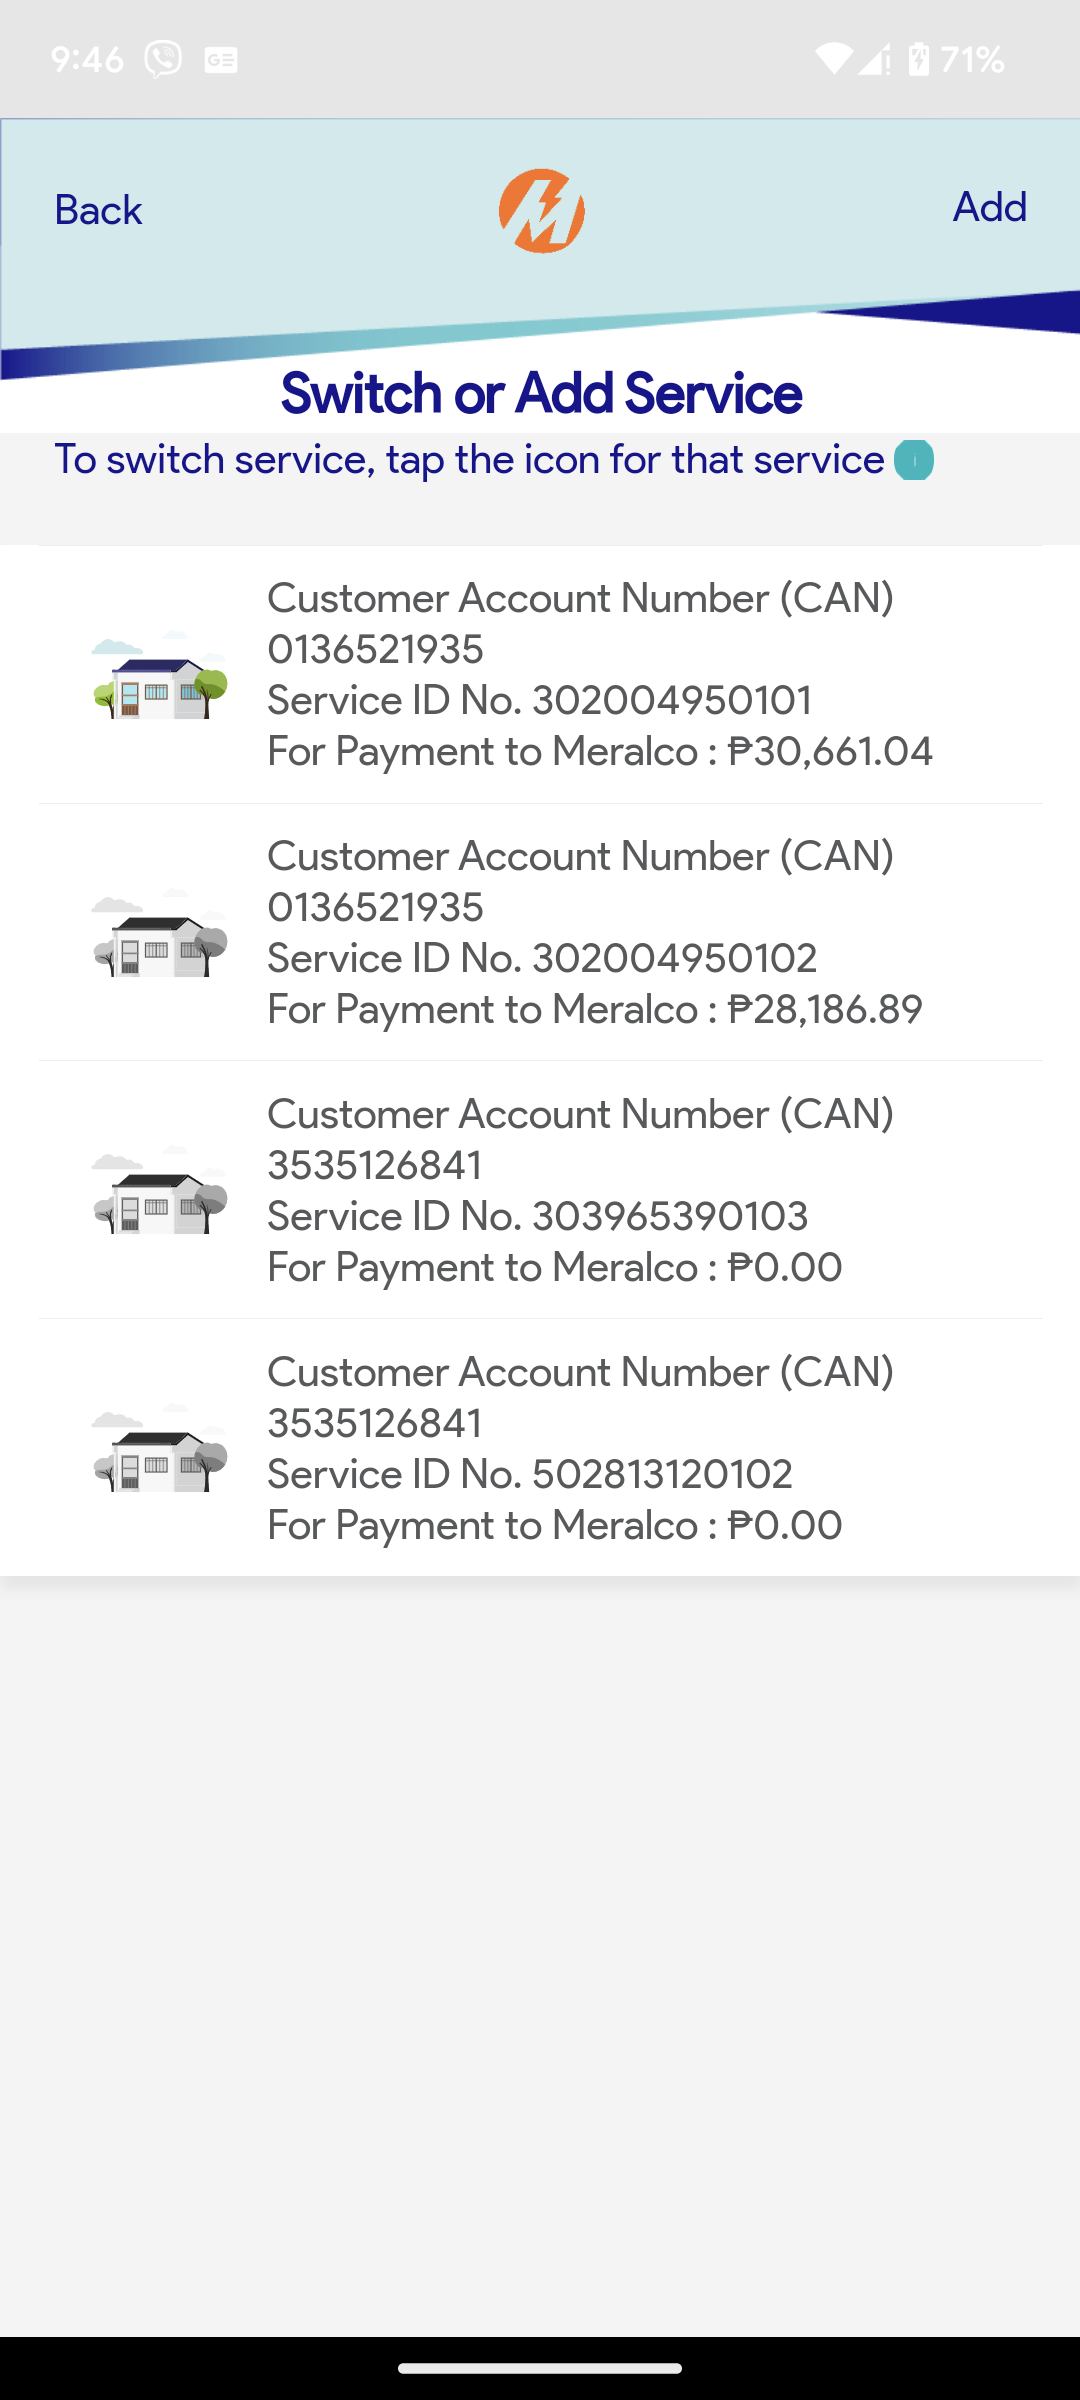 9:46 71%
Back Add
Switch or Add Service
To switch service, tap the icon for that service i
Customer Account Number (CAN)
0136521935
Service ID No. 302004950101
For Payment to Meralco : ₱30,661.04
Customer Account Number (CAN)
0136521935
Service ID No. 302004950102
For Payment to Meralco : ₱28,186.89
Customer Account Number (CAN)
3535126841
Service ID No. 303965390103
For Payment to Meralco : ₱0.00
Customer Account Number (CAN)
3535126841
Service ID No. 502813120102
For Payment to Meralco : ₱0.00